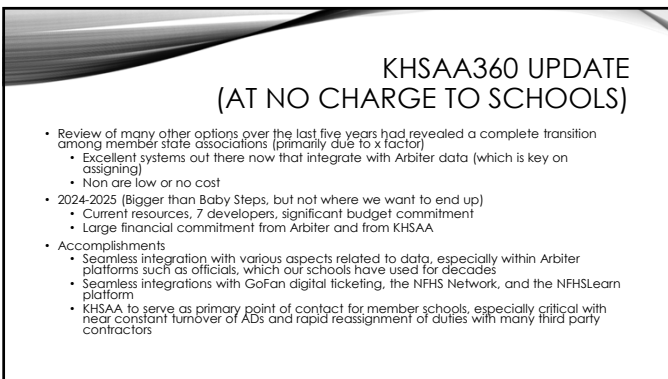 KHSAA360 UPDATE
(AT NO CHARGE TO SCHOOLS)
• Review of many other options over the last five years had revealed a complete transition
among member state associations (primarily due to x factor)
• Excellent systems out there now that integrate with Arbiter data (which is key on
assigning)
• Non are low or no cost
• 2024-2025 (Bigger than Baby Steps, but not where we want to end up)
• Current resources, 7 developers, significant budget commitment
• Large financial commitment from Arbiter and from KHSAA
• Accomplishments
• Seamless integration with various aspects related to data, especially within Arbiter
platforms such as officials, which our schools have used for decades
• Seamless integrations with GoFan digital ticketing, the NFHS Network, and the NFHSLearn
platform
• KHSAA to serve as primary point of contact for member schools, especially critical with
near constant turnover of ADs and rapid reassignment of duties with many third party
contractors